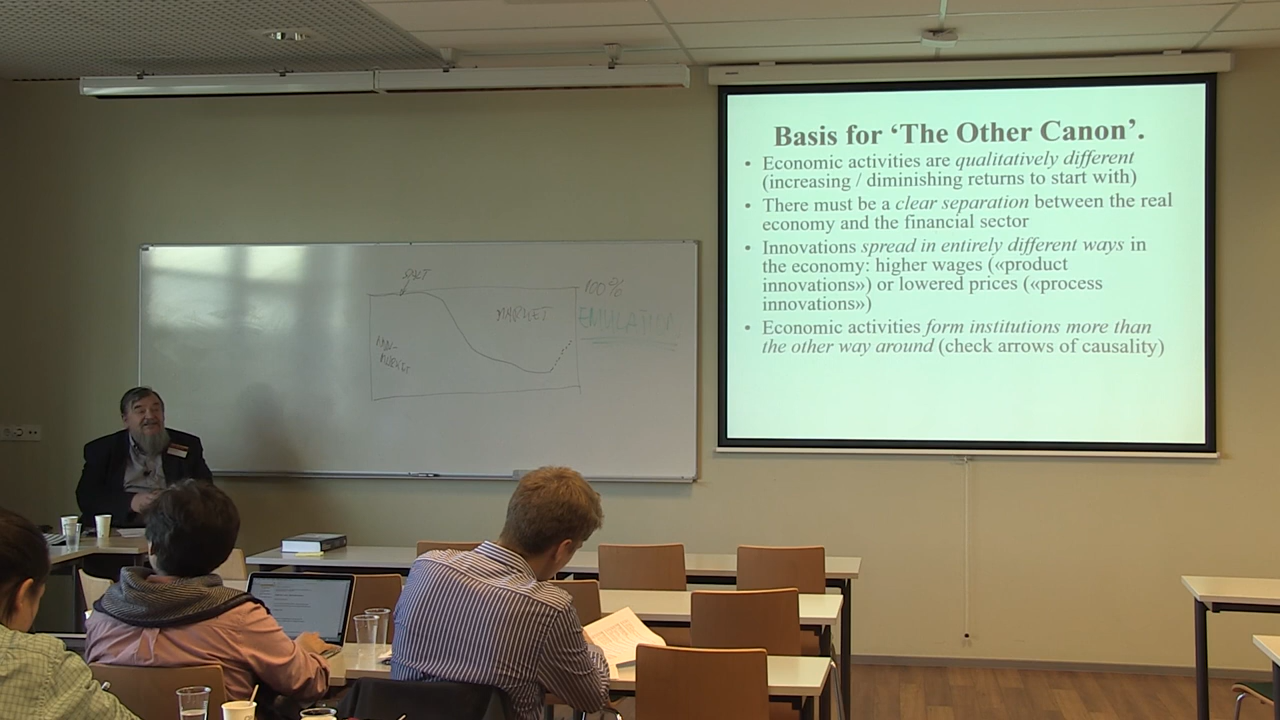 SALT
100%
MARKET
EMULATION
NON-
MARKET
Basis for ‘The Other Canon’.
• Economic activities are qualitatively different
(increasing / diminishing returns to start with)
• There must be a clear separation between the real
economy and the financial sector
• Innovations spread in entirely different ways in
the economy: higher wages («product
innovations») or lowered prices («process
innovations»)
• Economic activities form institutions more than
the other way around (check arrows of causality)